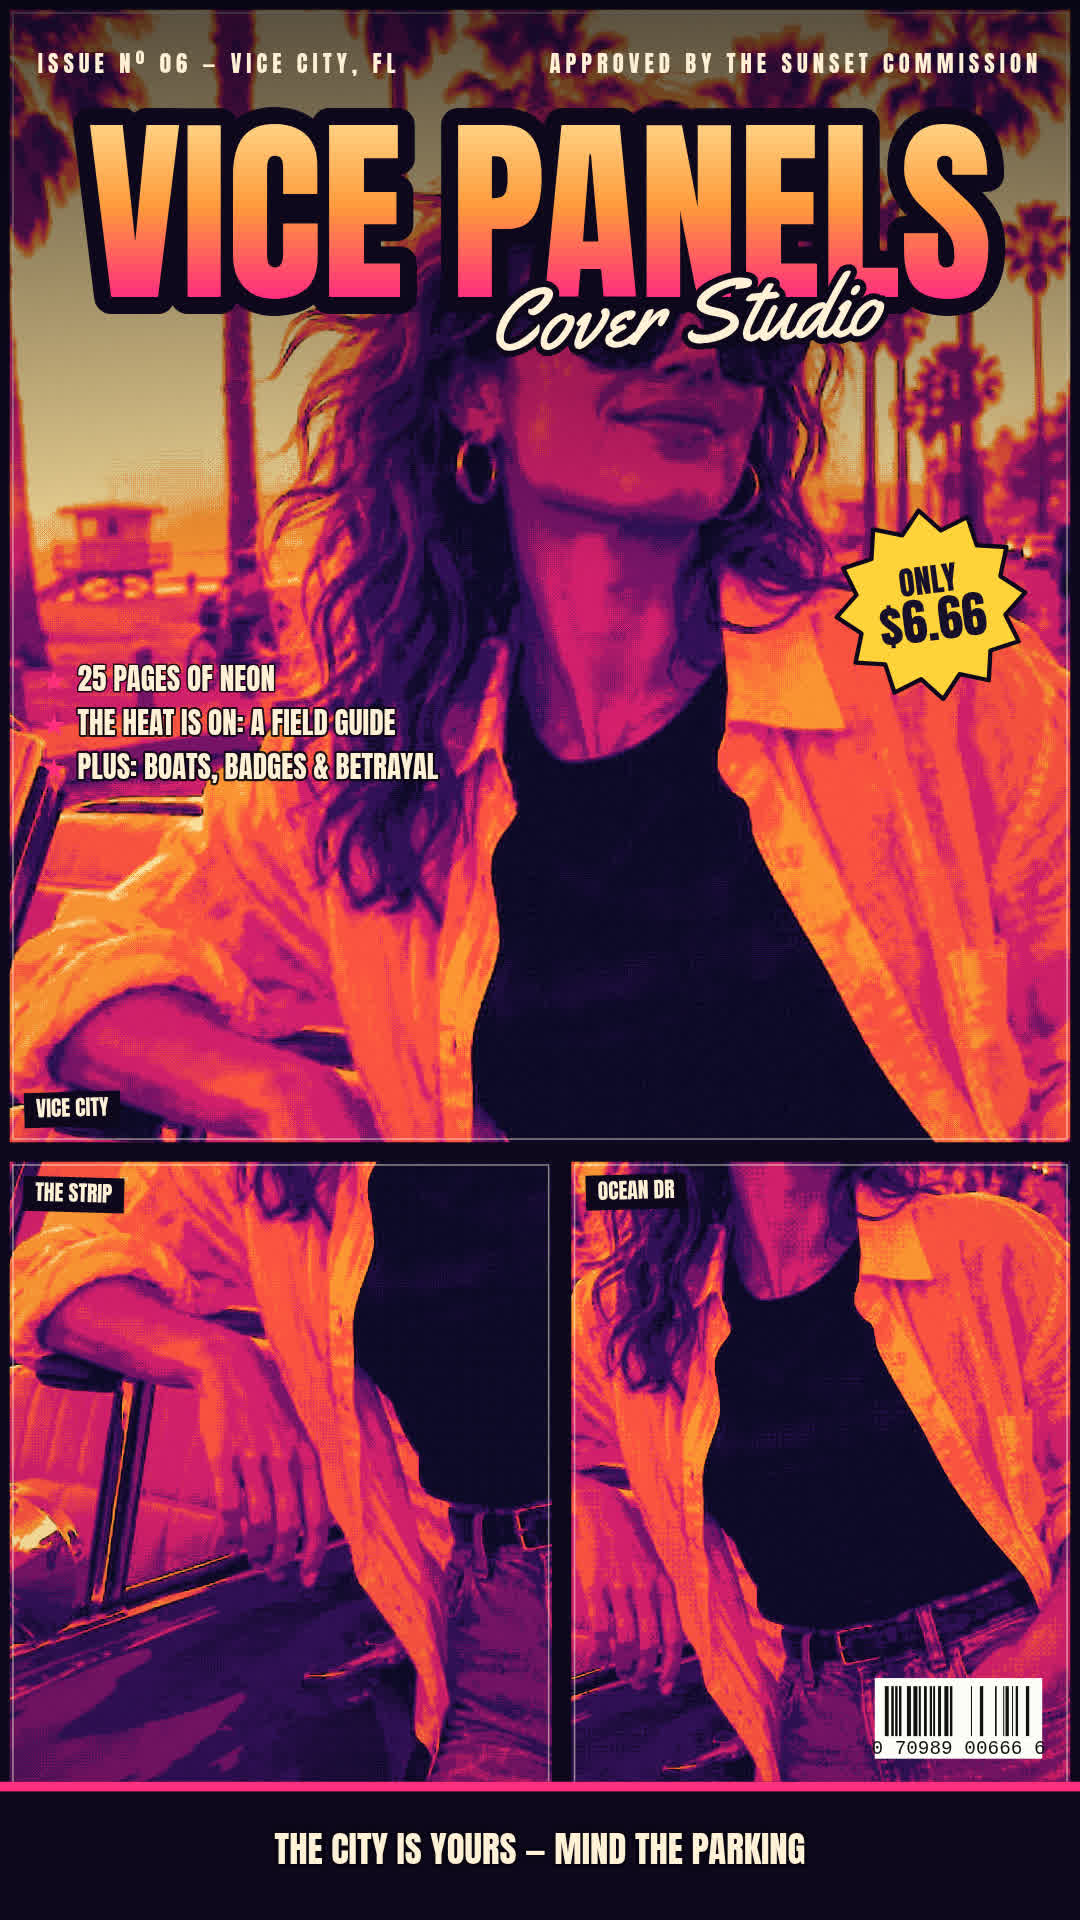 ISSUE Nº 06 – VICE CITY, FL
APPROVED BY THE SUNSET COMMISSION
VICE PANELS
Cover Studio
ONLY
$6.66
25 PAGES OF NEON
THE HEAT IS ON: A FIELD GUIDE
PLUS: BOATS, BADGES & BETRAYAL
VICE CITY
THE STRIP
OCEAN DR
0 70989 00666 6
THE CITY IS YOURS – MIND THE PARKING